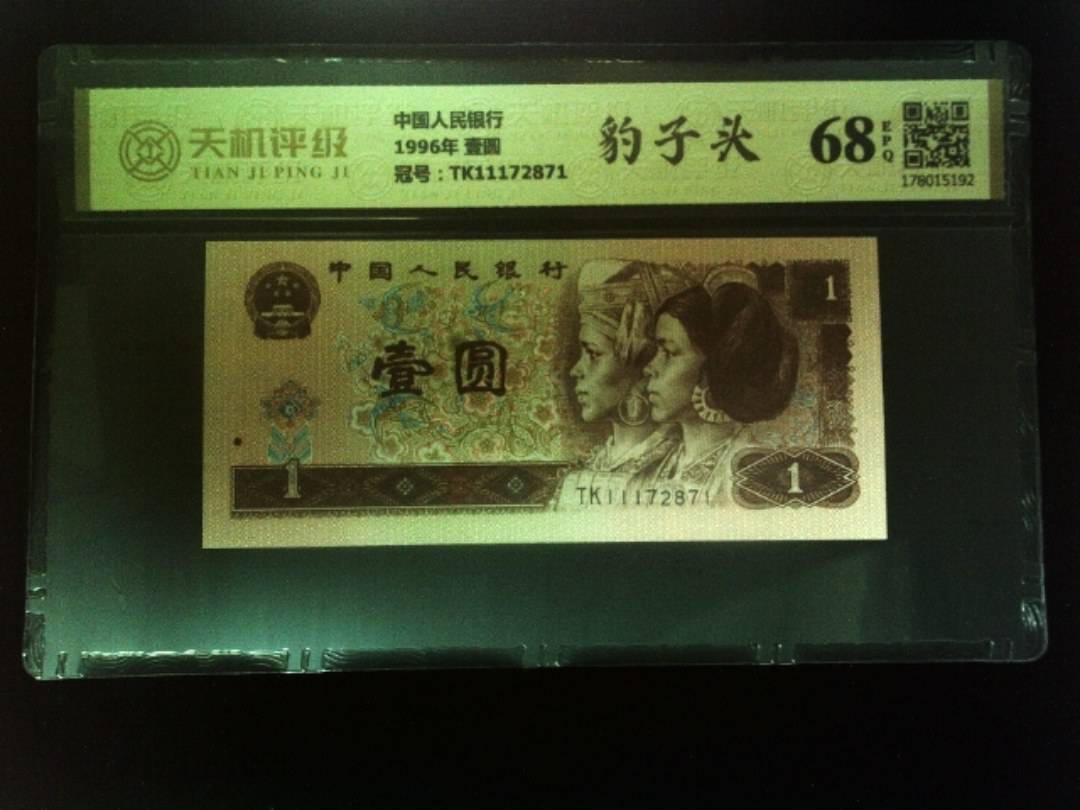 天机评级
TIAN JI PING JI
中国人民银行
1996年 壹圆
冠号：TK11172871
豹子头
68
EPQ
178015192
中国人民银行
1
壹圆
1
TK11172871
1